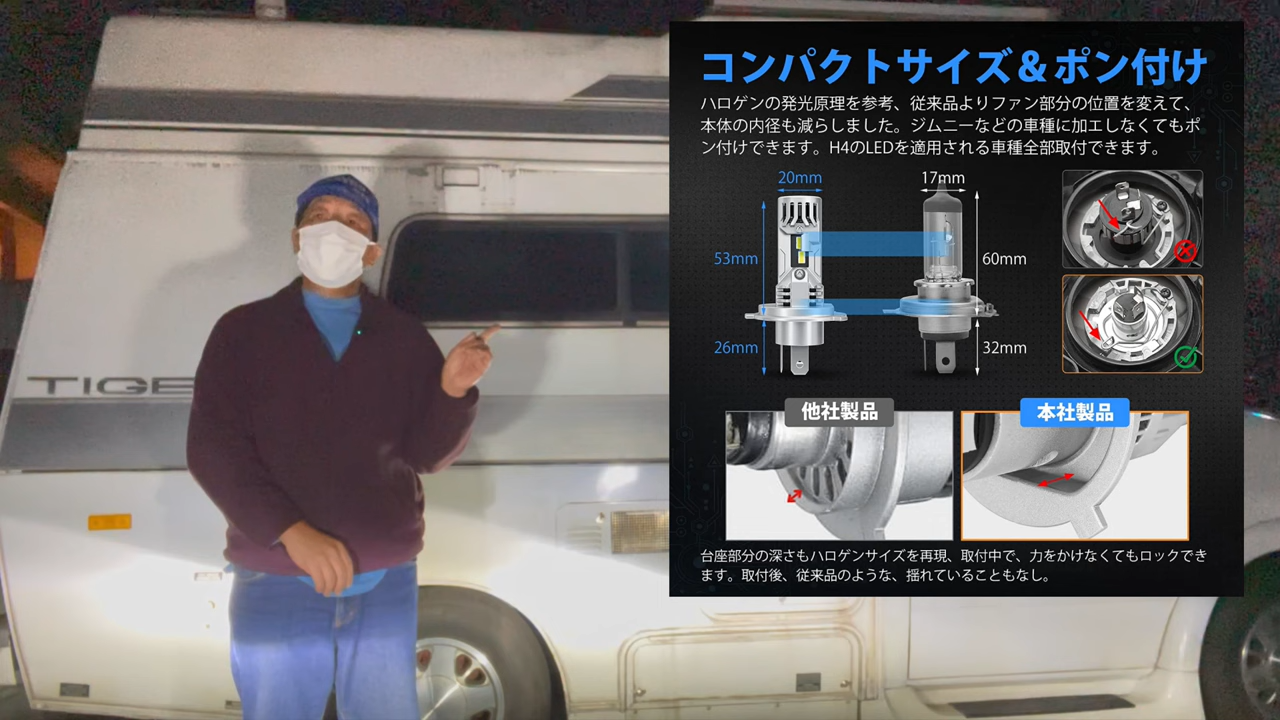 コンパクトサイズ＆ポン付け
ハロゲンの発光原理を参考、従来品よりファン部分の位置を変えて、
本体の内径も減らしました。ジムニーなどの車種に加工しなくてもポ
ン付けできます。H4のLEDを適用される車種全部取付できます。
20mm
17mm
53mm
60mm
26mm
32mm
TIGE
他社製品
本社製品
台座部分の深さもハロゲンサイズを再現、取付中で、力をかけなくてもロックでき
ます。取付後、従来品のような、揺れていることもなし。